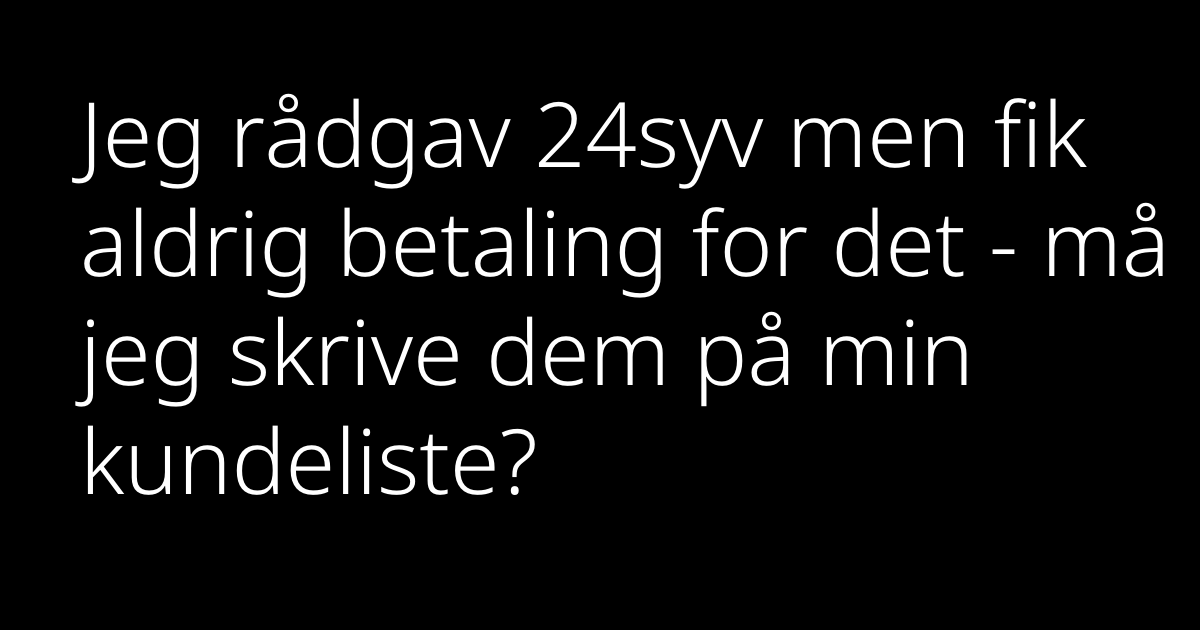 Jeg rådgav 24syv men fik
aldrig betaling for det - må
jeg skrive dem på min
kundeliste?